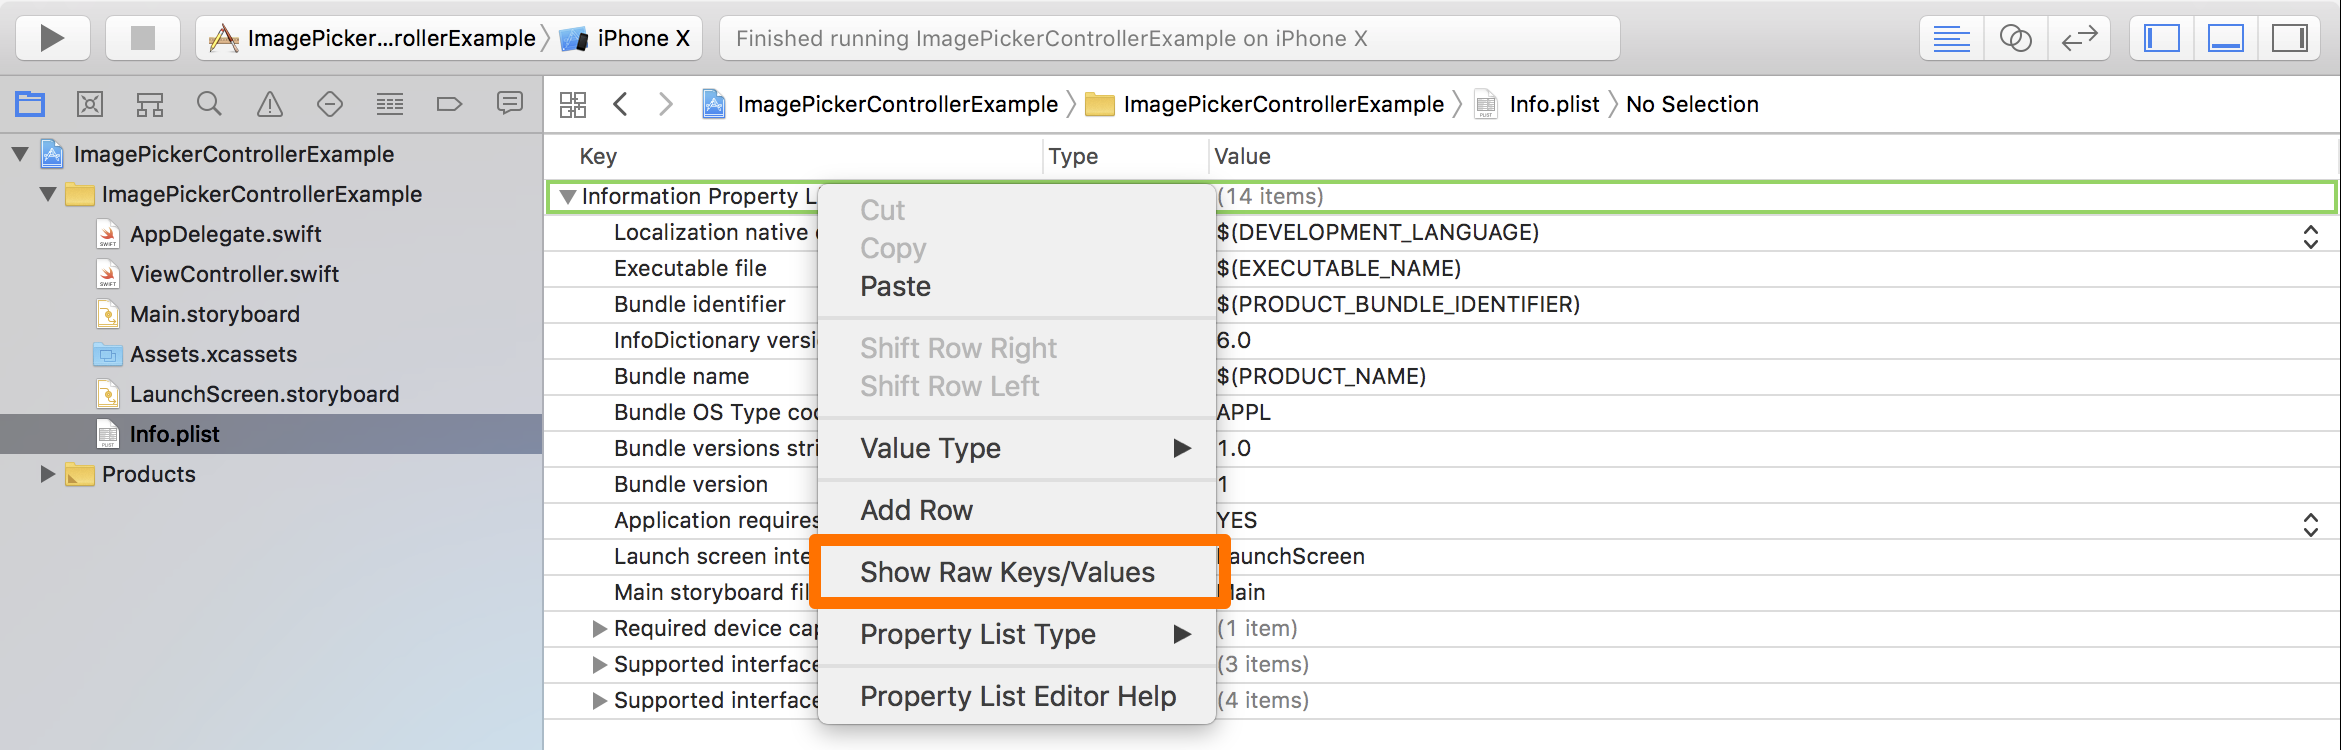 ImagePicker...rollerExample iPhone X Finished running ImagePickerControllerExample on iPhone X
ImagePickerControllerExample ImagePickerControllerExample Info.plist No Selection
ImagePickerControllerExample
ImagePickerControllerExample
AppDelegate.swift
ViewController.swift
Main.storyboard
Assets.xcassets
LaunchScreen.storyboard
Info.plist
Products
Key Type Value
Information Property L (14 items)
Localization native $(DEVELOPMENT_LANGUAGE)
Executable file $(EXECUTABLE_NAME)
Bundle identifier $(PRODUCT_BUNDLE_IDENTIFIER)
InfoDictionary versi 6.0
Bundle name $(PRODUCT_NAME)
Bundle OS Type co APPL
Bundle versions stri 1.0
Bundle version 1
Application requires YES
Launch screen inte aunchScreen
Main storyboard fil ain
Required device cap (1 item)
Supported interface (3 items)
Supported interface (4 items)
Cut
Copy
Paste
Shift Row Right
Shift Row Left
Value Type
Add Row
Show Raw Keys/Values
Property List Type
Property List Editor Help